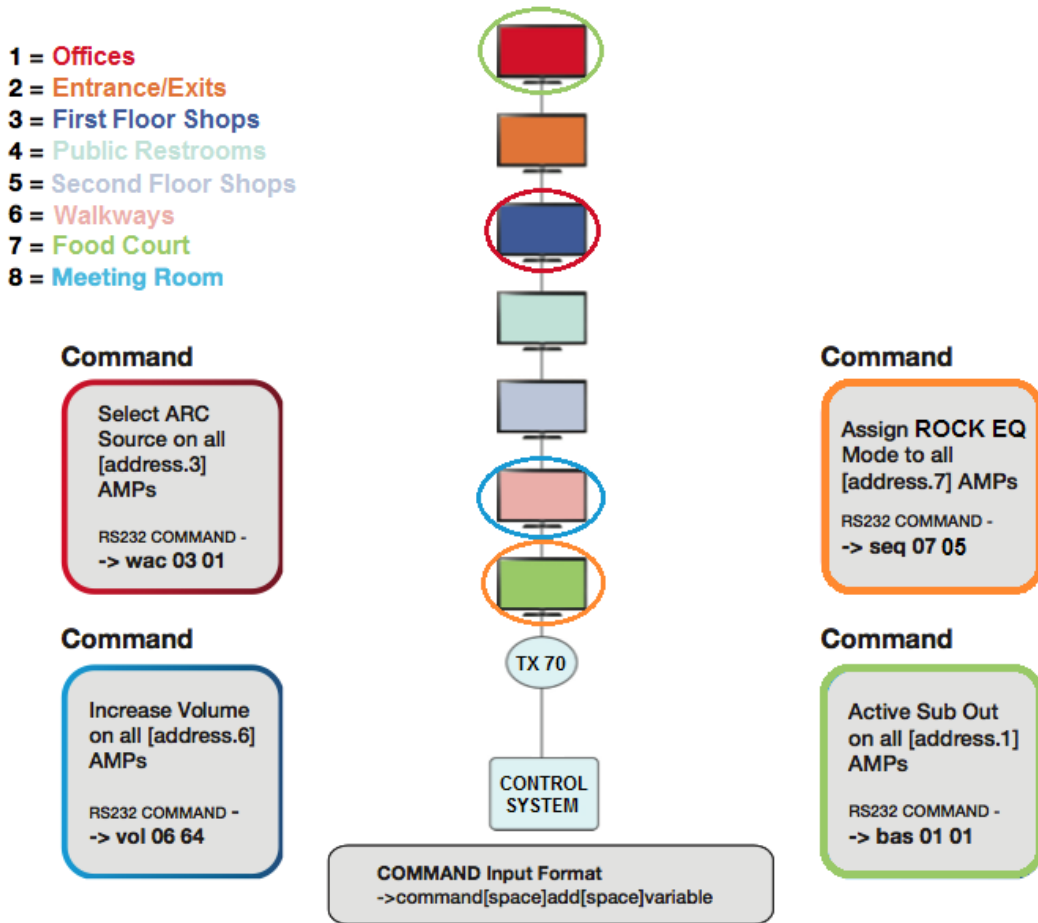 1 = Offices
2 = Entrance/Exits
3 = First Floor Shops
4 = Public Restrooms
5 = Second Floor Shops
6 = Walkways
7 = Food Court
8 = Meeting Room
Command
Select ARC
Source on all
[address.3]
AMPs
RS232 COMMAND -
-> wac 03 01
Command
Assign ROCK EQ
Mode to all
[address.7] AMPs
RS232 COMMAND -
-> seq 07 05
Command
Increase Volume
on all [address.6]
AMPs
RS232 COMMAND -
-> vol 06 64
TX 70
CONTROL
SYSTEM
Command
Active Sub Out
on all [address.1]
AMPs
RS232 COMMAND -
-> bas 01 01
COMMAND Input Format
->command[space]add[space]variable